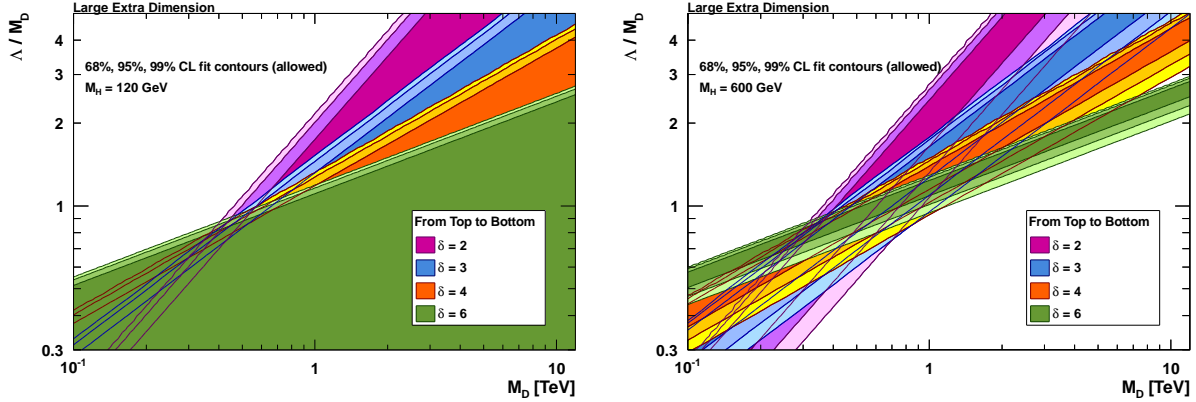 Large Extra Dimension
Λ / M_D
68%, 95%, 99% CL fit contours (allowed)
M_H = 120 GeV
4
3
2
1
0.3
From Top to Bottom
δ = 2
δ = 3
δ = 4
δ = 6
10^-1
1
10
M_D [TeV]
Large Extra Dimension
Λ / M_D
68%, 95%, 99% CL fit contours (allowed)
M_H = 600 GeV
4
3
2
1
0.3
From Top to Bottom
δ = 2
δ = 3
δ = 4
δ = 6
10^-1
1
10
M_D [TeV]